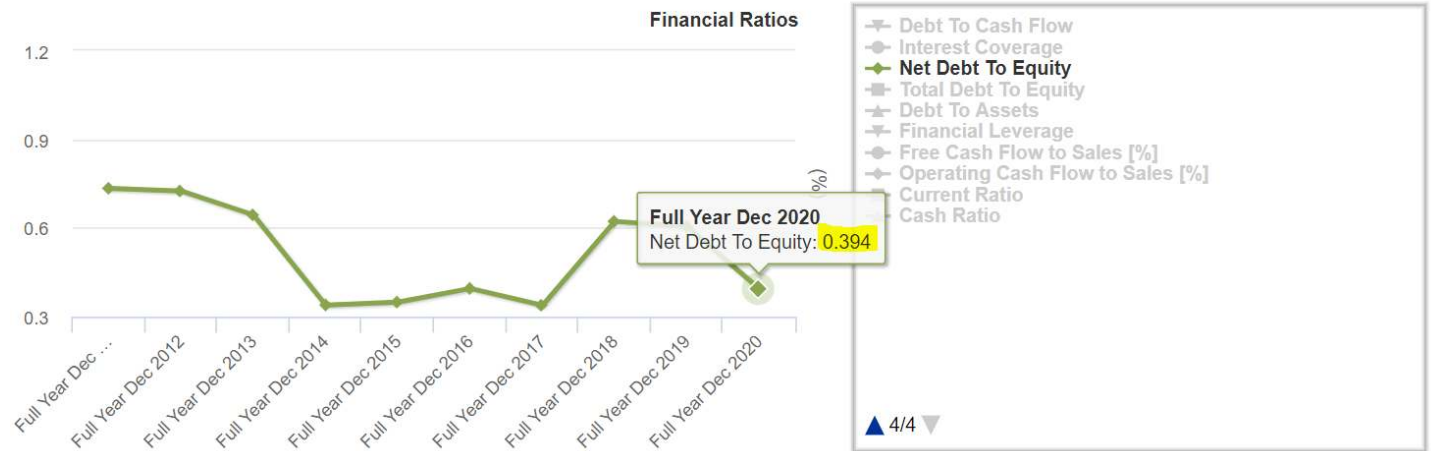 Financial Ratios
1.2
0.9
0.6
0.3
Full Year Dec ...
Full Year Dec 2012
Full Year Dec 2013
Full Year Dec 2014
Full Year Dec 2015
Full Year Dec 2016
Full Year Dec 2017
Full Year Dec 2018
Full Year Dec 2019
Full Year Dec 2020
Full Year Dec 2020
Net Debt To Equity: 0.394
Debt To Cash Flow
Interest Coverage
Net Debt To Equity
Total Debt To Equity
Debt To Assets
Financial Leverage
Free Cash Flow to Sales [%]
Operating Cash Flow to Sales [%]
Current Ratio
Cash Ratio
4/4